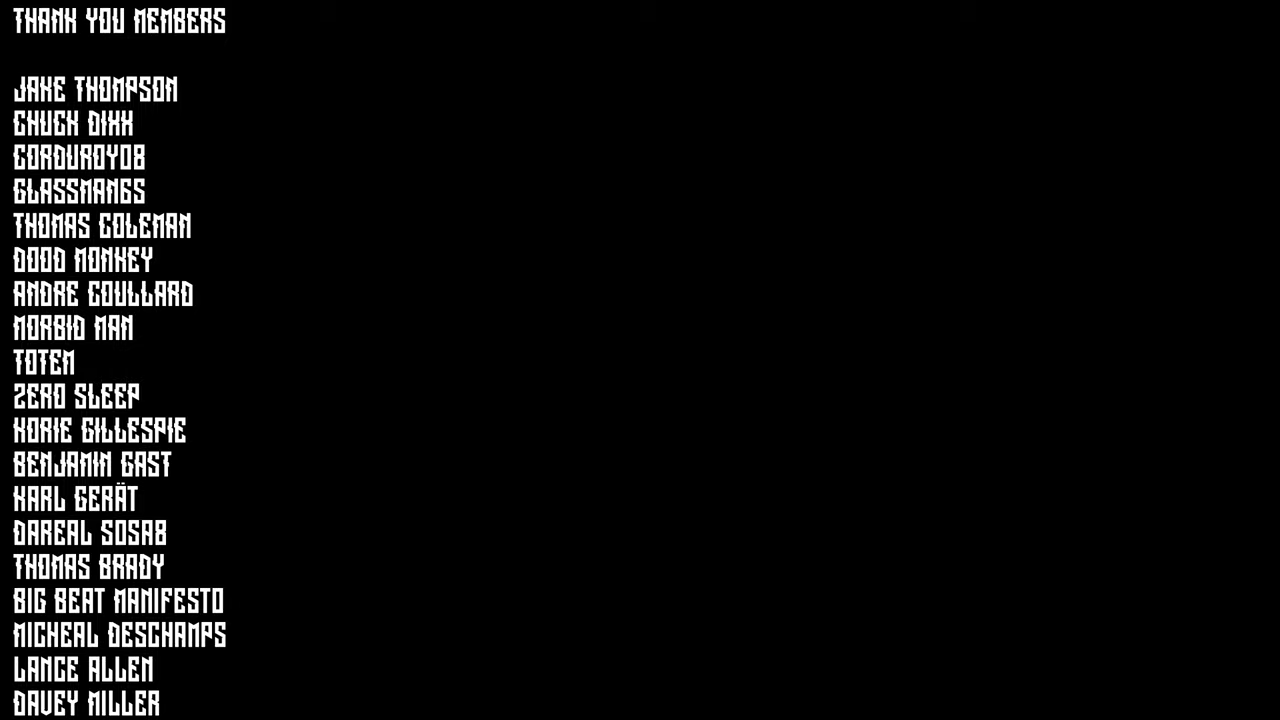 THANK YOU MEMBERS
JAKE THOMPSON
CHUCK DIXX
CORDUROY08
GLASSMAN65
THOMAS COLEMAN
DOOD MONKEY
ANDRE COULLARD
MORBID MAN
TOTEM
ZERO SLEEP
KORIE GILLESPIE
BENJAMIN GAST
KARL GERÄT
DAREAL SOSA8
THOMAS BRADY
BIG BEAT MANIFESTO
MICHEAL DESCHAMPS
LANCE ALLEN
DAVEY MILLER